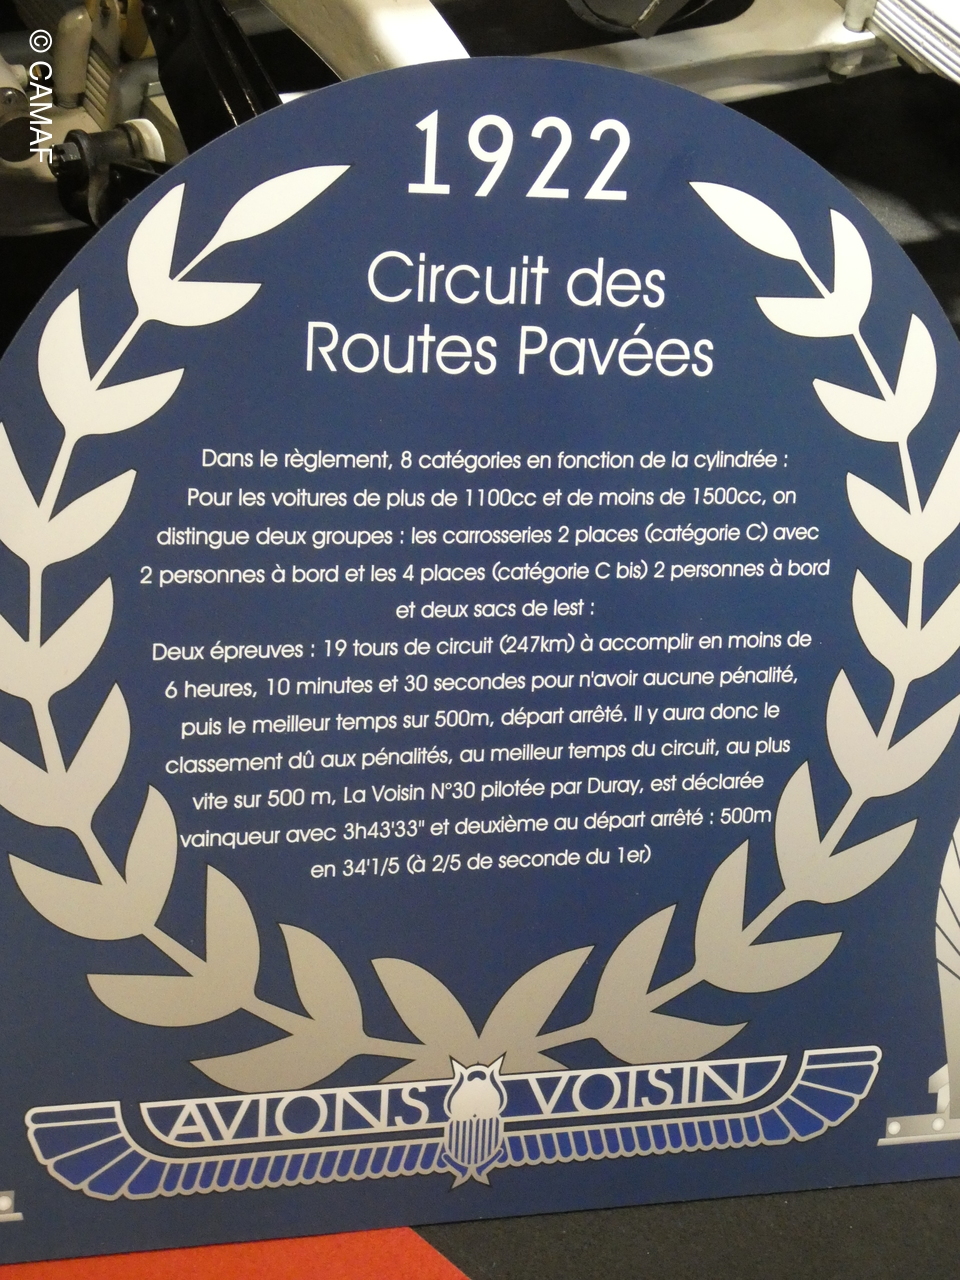 © CAMAF
1922
Circuit des
Routes Pavées
Dans le règlement, 8 catégories en fonction de la cylindrée :
Pour les voitures de plus de 1100cc et de moins de 1500cc, on
distingue deux groupes : les carrosseries 2 places (catégorie C) avec
2 personnes à bord et les 4 places (catégorie C bis) 2 personnes à bord
et deux sacs de lest :
Deux épreuves : 19 tours de circuit (247km) à accomplir en moins de
6 heures, 10 minutes et 30 secondes pour n'avoir aucune pénalité,
puis le meilleur temps sur 500m, départ arrêté. Il y aura donc le
classement dû aux pénalités, au meilleur temps du circuit, au plus
vite sur 500 m, La Voisin N°30 pilotée par Duray, est déclarée
vainqueur avec 3h43'33" et deuxième au départ arrêté : 500m
en 34'1/5 (à 2/5 de seconde du 1er)
AVIONS VOISIN